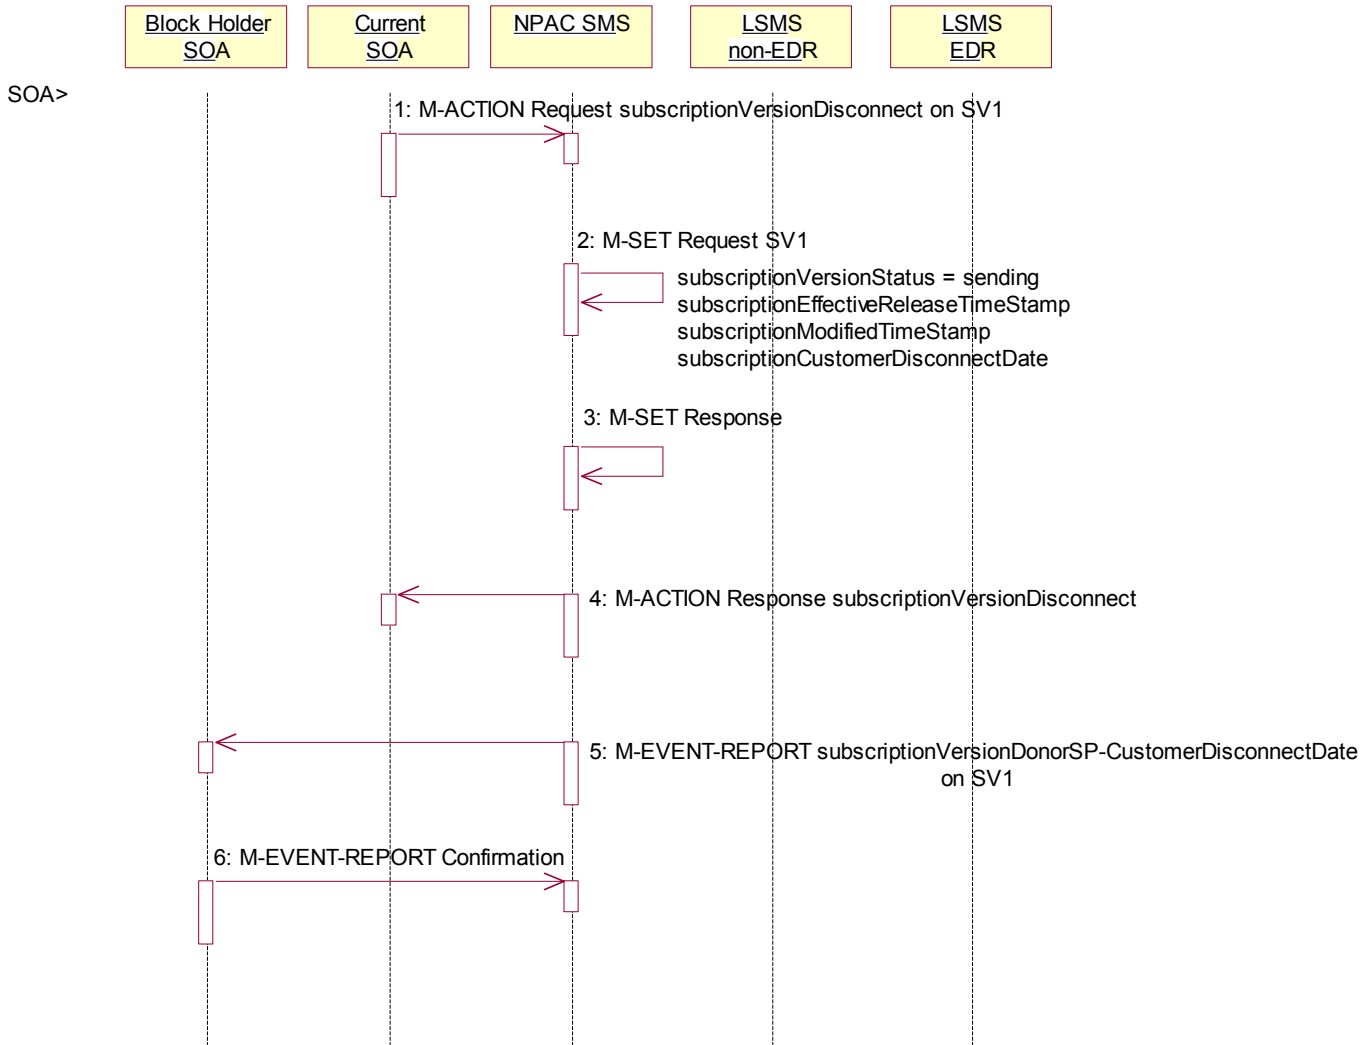 Block Holder
SOA
Current
SOA
NPAC SMS
LSMS
non-EDR
LSMS
EDR
SOA>
1: M-ACTION Request subscriptionVersionDisconnect on SV1
2: M-SET Request SV1
subscriptionVersionStatus = sending
subscriptionEffectiveReleaseTimeStamp
subscriptionModifiedTimeStamp
subscriptionCustomerDisconnectDate
3: M-SET Response
4: M-ACTION Response subscriptionVersionDisconnect
5: M-EVENT-REPORT subscriptionVersionDonorSP-CustomerDisconnectDate
on SV1
6: M-EVENT-REPORT Confirmation